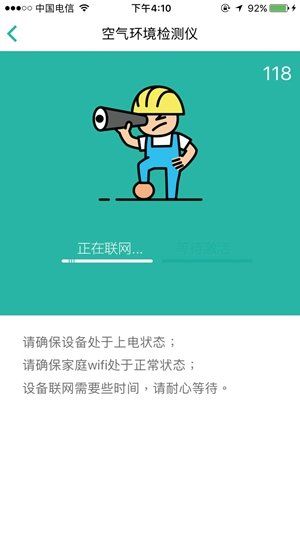 中国电信
下午4:10
92%
空气环境检测仪
118
正在联网...
等待激活
请确保设备处于上电状态；
请确保家庭wifi处于正常状态；
设备联网需要些时间，请耐心等待。